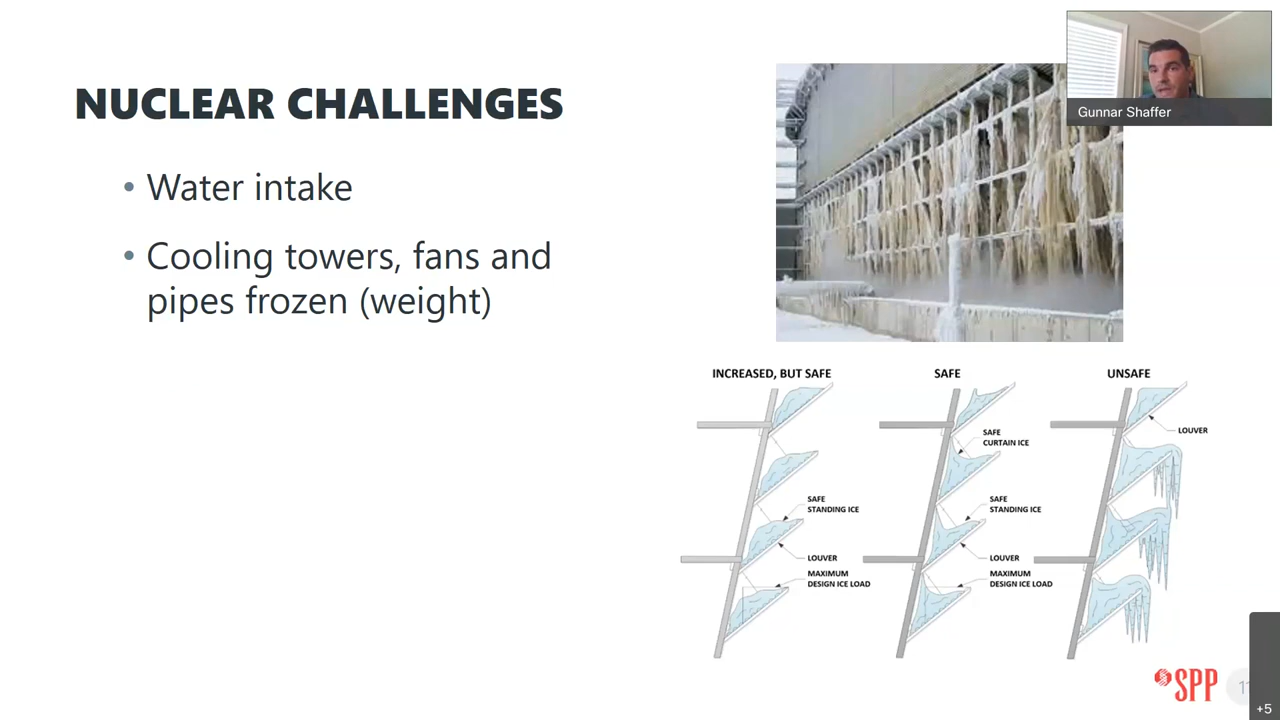 Gunnar Shaffer
NUCLEAR CHALLENGES
• Water intake
• Cooling towers, fans and
pipes frozen (weight)
INCREASED, BUT SAFE
SAFE
STANDING ICE
LOUVER
MAXIMUM
DESIGN ICE LOAD
SAFE
SAFE
CURTAIN ICE
SAFE
STANDING ICE
LOUVER
MAXIMUM
DESIGN ICE LOAD
UNSAFE
LOUVER
SPP
+5